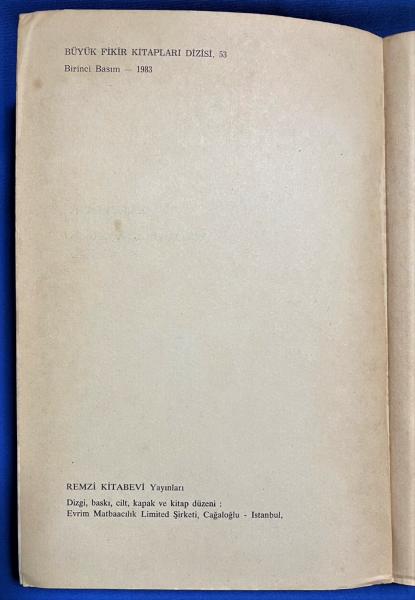 BÜYÜK FİKİR KİTAPLARI DİZİSİ, 53
Birinci Basım — 1983
REMZİ KİTABEVİ Yayınları
Dizgi, baskı, cilt, kapak ve kitap düzeni :
Evrim Matbaacılık Limited Şirketi, Cağaloğlu - Istanbul,